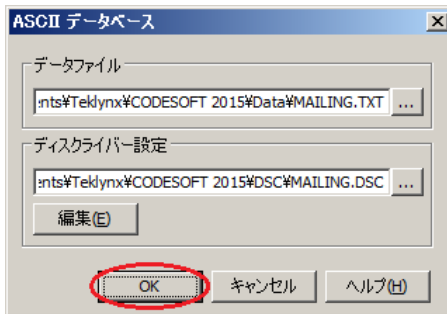 ASCII データベース
データファイル
ents¥Teklynx¥CODESOFT 2015¥Data¥MAILING.TXT ...
ディスクライバー設定
ents¥Teklynx¥CODESOFT 2015¥DSC¥MAILING.DSC ...
編集(E)
OK キャンセル ヘルプ(H)